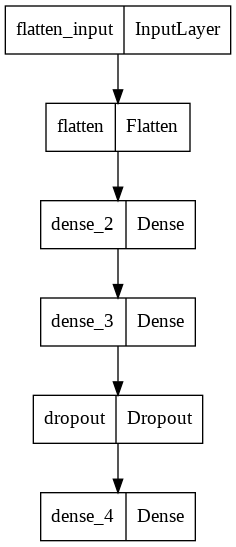 flatten_input InputLayer
flatten Flatten
dense_2 Dense
dense_3 Dense
dropout Dropout
dense_4 Dense